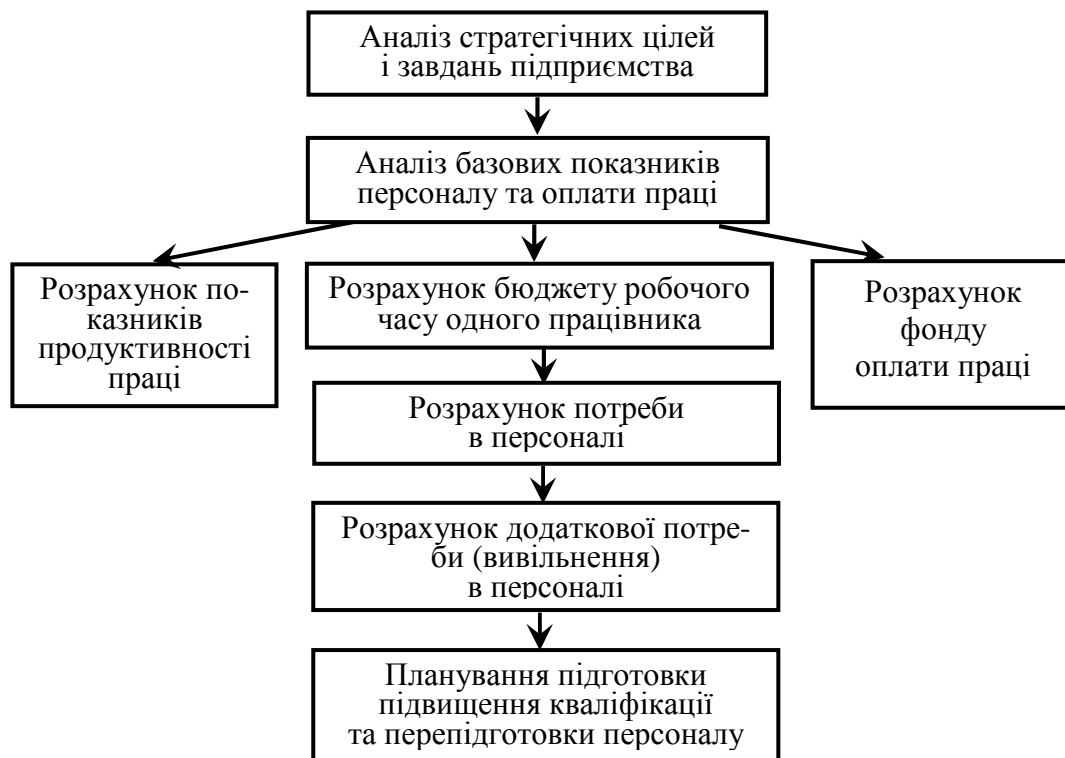 Аналіз стратегічних цілей
і завдань підприємства
Аналіз базових показників
персоналу та оплати праці
Розрахунок по-
казників
продуктивності
праці
Розрахунок бюджету робочого
часу одного працівника
Розрахунок
фонду
оплати праці
Розрахунок потреби
в персоналі
Розрахунок додаткової потре-
би (вивільнення)
в персоналі
Планування підготовки
підвищення кваліфікації
та перепідготовки персоналу